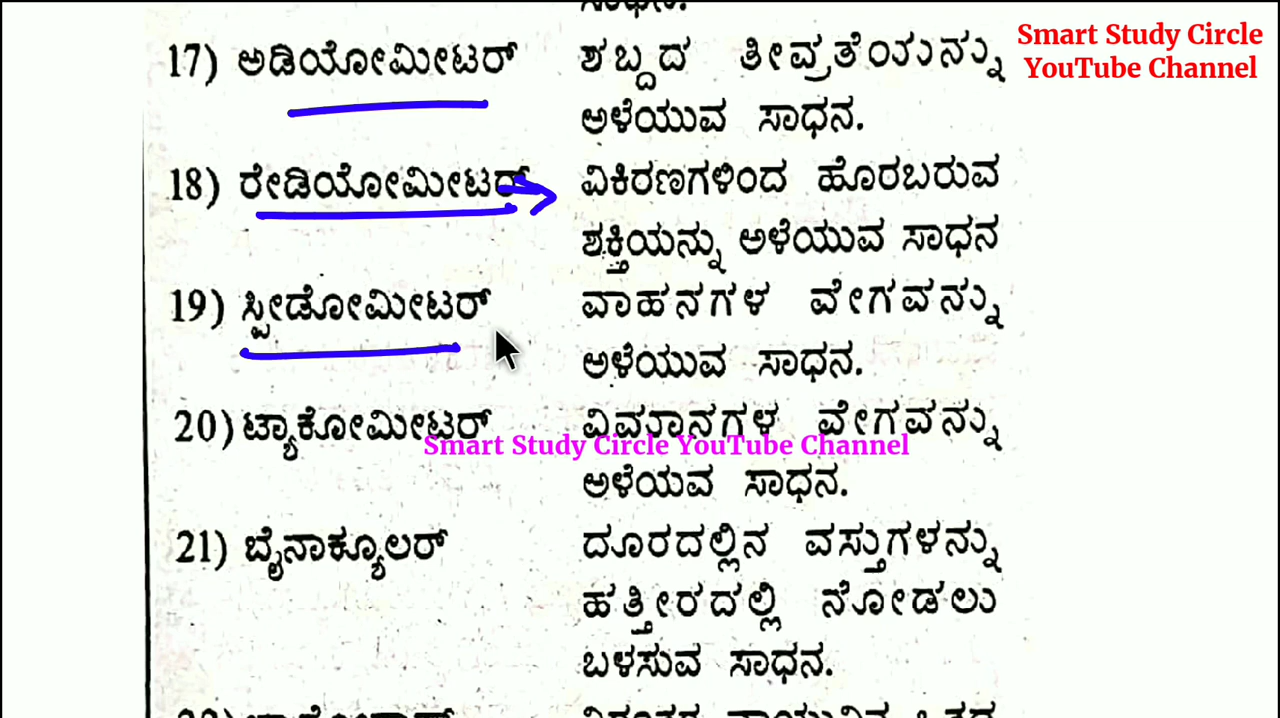 ಸಾಧನ.
Smart Study Circle
YouTube Channel
17) ಅಡಿಯೋಮೀಟರ್ ಶಬ್ದದ ತೀವ್ರತೆಯನ್ನು
ಅಳೆಯುವ ಸಾಧನ.
18) ರೇಡಿಯೋಮೀಟರ್ ವಿಕಿರಣಗಳಿಂದ ಹೊರಬರುವ
ಶಕ್ತಿಯನ್ನು ಅಳೆಯುವ ಸಾಧನ
19) ಸ್ಪೀಡೋಮೀಟರ್ ವಾಹನಗಳ ವೇಗವನ್ನು
ಅಳೆಯುವ ಸಾಧನ.
20) ಟ್ಯಾಕೋಮೀಟರ್ ವಿಮಾನಗಳ ವೇಗವನ್ನು
Smart Study Circle YouTube Channel
ಅಳೆಯವ ಸಾಧನ.
21) ಬೈನಾಕ್ಯೂಲರ್ ದೂರದಲ್ಲಿನ ವಸ್ತುಗಳನ್ನು
ಹತ್ತೀರದಲ್ಲಿ ನೋಡಲು
ಬಳಸುವ ಸಾಧನ.